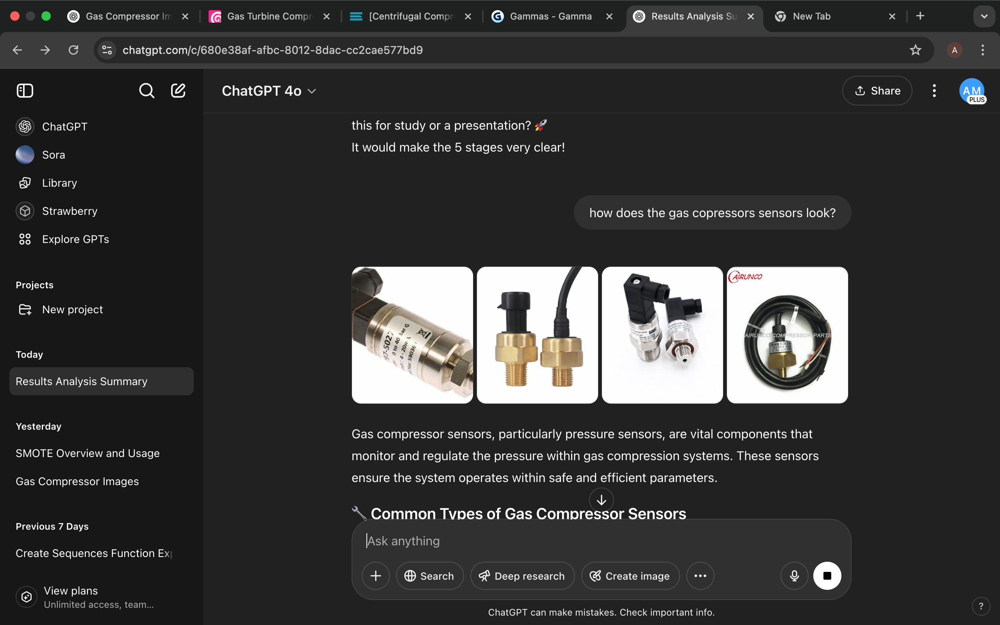 Gas Compressor Im
Gas Turbine Compr
[Centrifugal Compr
Gammas - Gamma
Results Analysis Su
New Tab
chatgpt.com/c/680e38af-afbc-8012-8dac-cc2cae577bd9
A
ChatGPT
Sora
Library
Strawberry
Explore GPTs
Projects
New project
Today
Results Analysis Summary
Yesterday
SMOTE Overview and Usage
Gas Compressor Images
Previous 7 Days
Create Sequences Function Exp
View plans
Unlimited access, team...
ChatGPT 4o
Share
AM
PLUS
this for study or a presentation? 🚀
It would make the 5 stages very clear!
how does the gas copressors sensors look?
97-5027
0 to 40 Bar G
4 - 20mA
No: 59036
AIRUNCO
AIRUNCO COMPRESSOR PARTS
Gas compressor sensors, particularly pressure sensors, are vital components that
monitor and regulate the pressure within gas compression systems. These sensors
ensure the system operates within safe and efficient parameters.
🔧 Common Types of Gas Compressor Sensors
Ask anything
Search
Deep research
Create image
ChatGPT can make mistakes. Check important info.
?